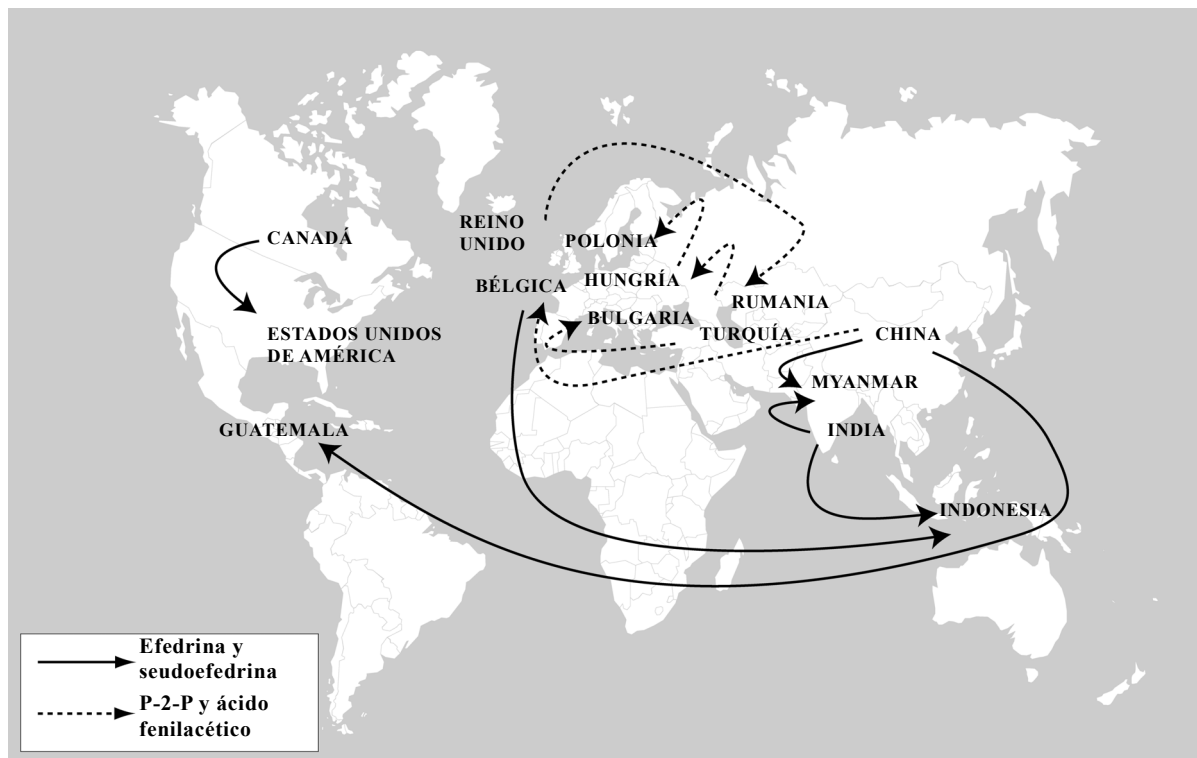 REINO
UNIDO
CANADÁ
POLONIA
HUNGRÍA
BÉLGICA
RUMANIA
BULGARIA
ESTADOS UNIDOS
DE AMÉRICA
TURQUÍA
CHINA
MYANMAR
GUATEMALA
INDIA
INDONESIA
Efedrina y
seudoefedrina
P-2-P y ácido
fenilacético